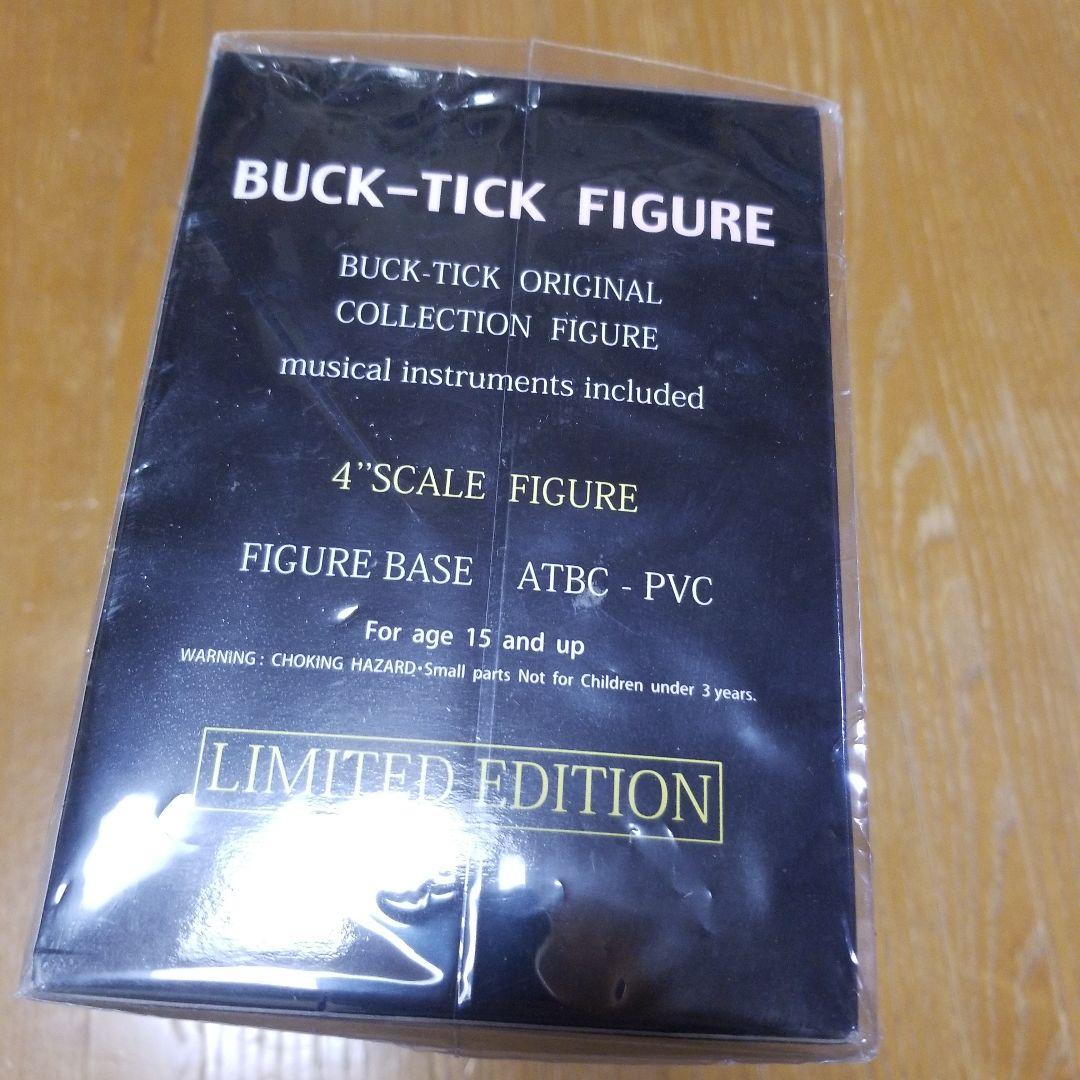 BUCK-TICK FIGURE
BUCK-TICK ORIGINAL
COLLECTION FIGURE
musical instruments included
4"SCALE FIGURE
FIGURE BASE ATBC - PVC
For age 15 and up
WARNING : CHOKING HAZARD・Small parts Not for Children under 3 years.
LIMITED EDITION